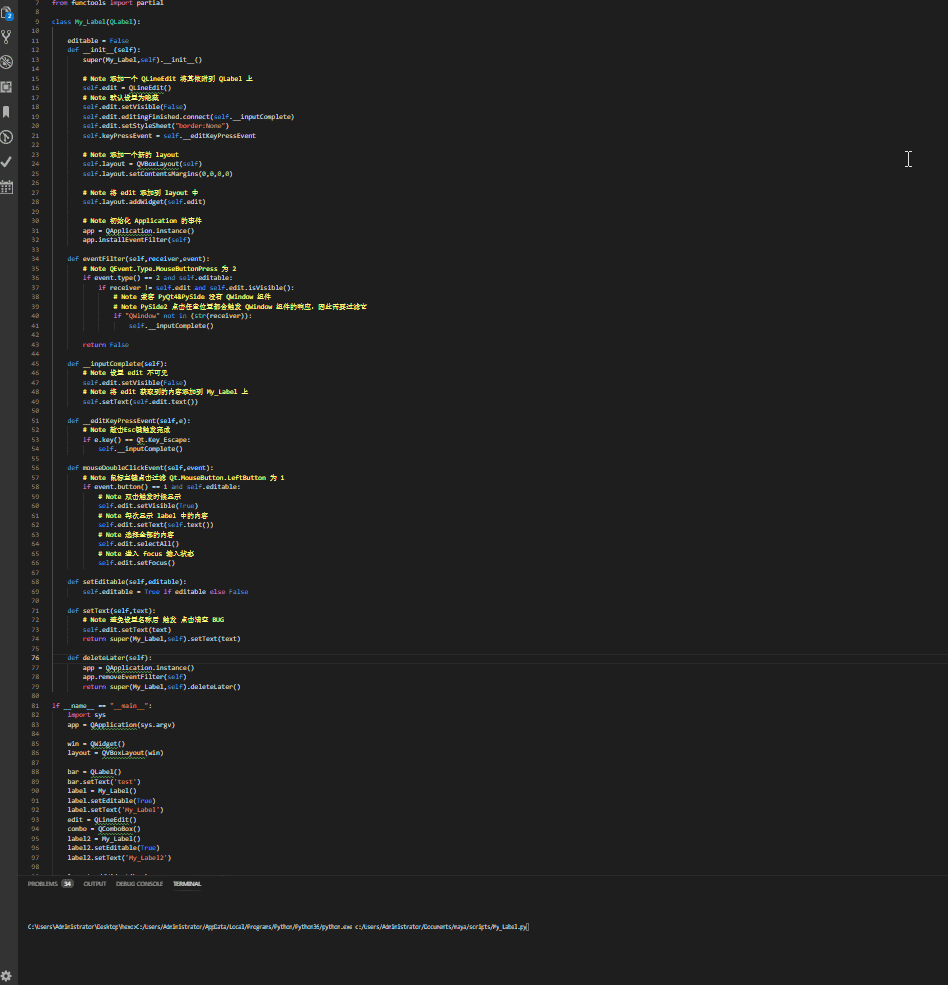 2
7 from functools import partial
8
9 class My_Label(QLabel):
10
11 editable = False
12 def __init__(self):
13 super(My_Label,self).__init__()
14
15 # Note 添加一个 QLineEdit 将其依附到 QLabel 上
16 self.edit = QLineEdit()
17 # Note 默认设置为隐藏
18 self.edit.setVisible(False)
19 self.edit.editingFinished.connect(self.__inputComplete)
20 self.edit.setStyleSheet("border:None")
21 self.keyPressEvent = self.__editKeyPressEvent
22
23 # Note 添加一个新的 layout
24 self.layout = QVBoxLayout(self)
25 self.layout.setContentsMargins(0,0,0,0)
26
27 # Note 将 edit 添加到 layout 中
28 self.layout.addWidget(self.edit)
29
30 # Note 初始化 Application 的事件
31 app = QApplication.instance()
32 app.installEventFilter(self)
33
34 def eventFilter(self,receiver,event):
35 # Note QEvent.Type.MouseButtonPress 为 2
36 if event.type() == 2 and self.editable:
37 if receiver != self.edit and self.edit.isVisible():
38 # Note 兼容 PyQt4&PySide 没有 QWindow 组件
39 # Note PySide2 点击任意位置都会触发 QWindow 组件的响应，因此需要过滤它
40 if "QWindow" not in (str(receiver)):
41 self.__inputComplete()
42
43 return False
44
45 def __inputComplete(self):
46 # Note 设置 edit 不可见
47 self.edit.setVisible(False)
48 # Note 将 edit 获取到的内容添加到 My_Label 上
49 self.setText(self.edit.text())
50
51 def __editKeyPressEvent(self,e):
52 # Note 敲击Esc键触发完成
53 if e.key() == Qt.Key_Escape:
54 self.__inputComplete()
55
56 def mouseDoubleClickEvent(self,event):
57 # Note 鼠标左键点击过滤 Qt.MouseButton.LeftButton 为 1
58 if event.button() == 1 and self.editable:
59 # Note 双击触发时候显示
60 self.edit.setVisible(True)
61 # Note 每次显示 label 中的内容
62 self.edit.setText(self.text())
63 # Note 选择全部的内容
64 self.edit.selectAll()
65 # Note 进入 focus 输入状态
66 self.edit.setFocus()
67
68 def setEditable(self,editable):
69 self.editable = True if editable else False
70
71 def setText(self,text):
72 # Note 避免设置名称后 触发 点击清空 BUG
73 self.edit.setText(text)
74 return super(My_Label,self).setText(text)
75
76 def deleteLater(self):
77 app = QApplication.instance()
78 app.removeEventFilter(self)
79 return super(My_Label,self).deleteLater()
80
81 if __name__ == "__main__":
82 import sys
83 app = QApplication(sys.argv)
84
85 win = QWidget()
86 layout = QVBoxLayout(win)
87
88 bar = QLabel()
89 bar.setText('test')
90 label = My_Label()
91 label.setEditable(True)
92 label.setText('My_Label')
93 edit = QLineEdit()
94 combo = QComboBox()
95 label2 = My_Label()
96 label2.setEditable(True)
97 label2.setText('My_Label2')
98
PROBLEMS 54 OUTPUT DEBUG CONSOLE TERMINAL
C:\Users\Administrator\Desktop\hexo>C:/Users/Administrator/AppData/Local/Programs/Python/Python36/python.exe c:/Users/Administrator/Documents/maya/scripts/My_Label.py